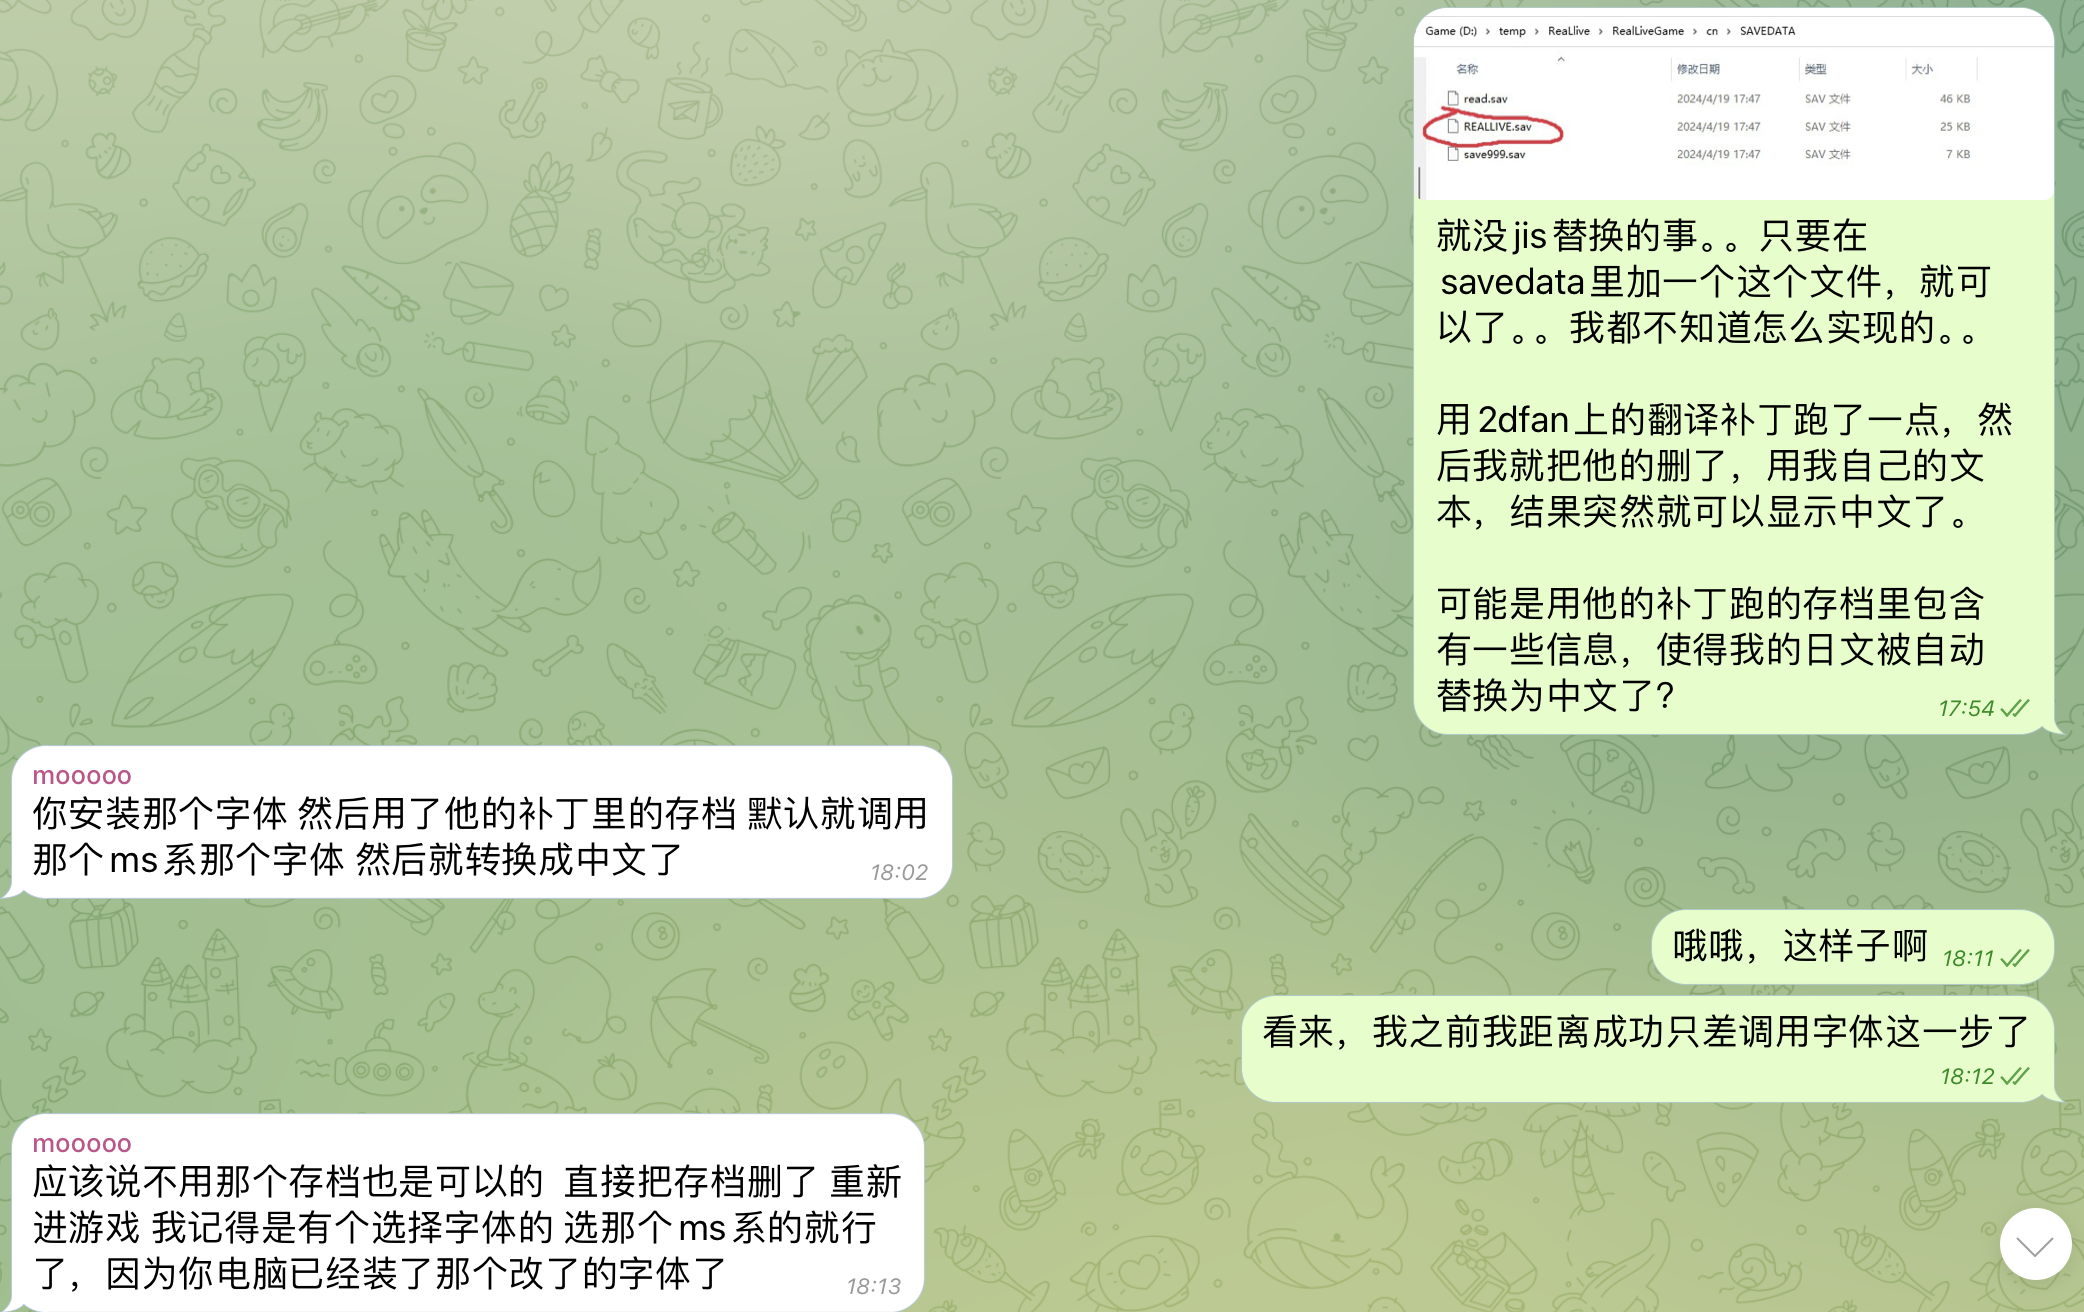 Game (D:) › temp › ReaLlive › RealLiveGame › cn › SAVEDATA
名称 修改日期 类型 大小
read.sav 2024/4/19 17:47 SAV 文件 46 KB
REALLIVE.sav 2024/4/19 17:47 SAV 文件 25 KB
save999.sav 2024/4/19 17:47 SAV 文件 7 KB
就没jis替换的事。。只要在
savedata里加一个这个文件，就可
以了。。我都不知道怎么实现的。。
用2dfan上的翻译补丁跑了一点，然
后我就把他的删了，用我自己的文
本，结果突然就可以显示中文了。
可能是用他的补丁跑的存档里包含
有一些信息，使得我的日文被自动
替换为中文了?
17:54
mooooo
你安装那个字体 然后用了他的补丁里的存档 默认就调用
那个ms系那个字体 然后就转换成中文了
18:02
哦哦，这样子啊 18:11
看来，我之前我距离成功只差调用字体这一步了
18:12
mooooo
应该说不用那个存档也是可以的 直接把存档删了 重新
进游戏 我记得是有个选择字体的 选那个ms系的就行
了，因为你电脑已经装了那个改了的字体了
18:13